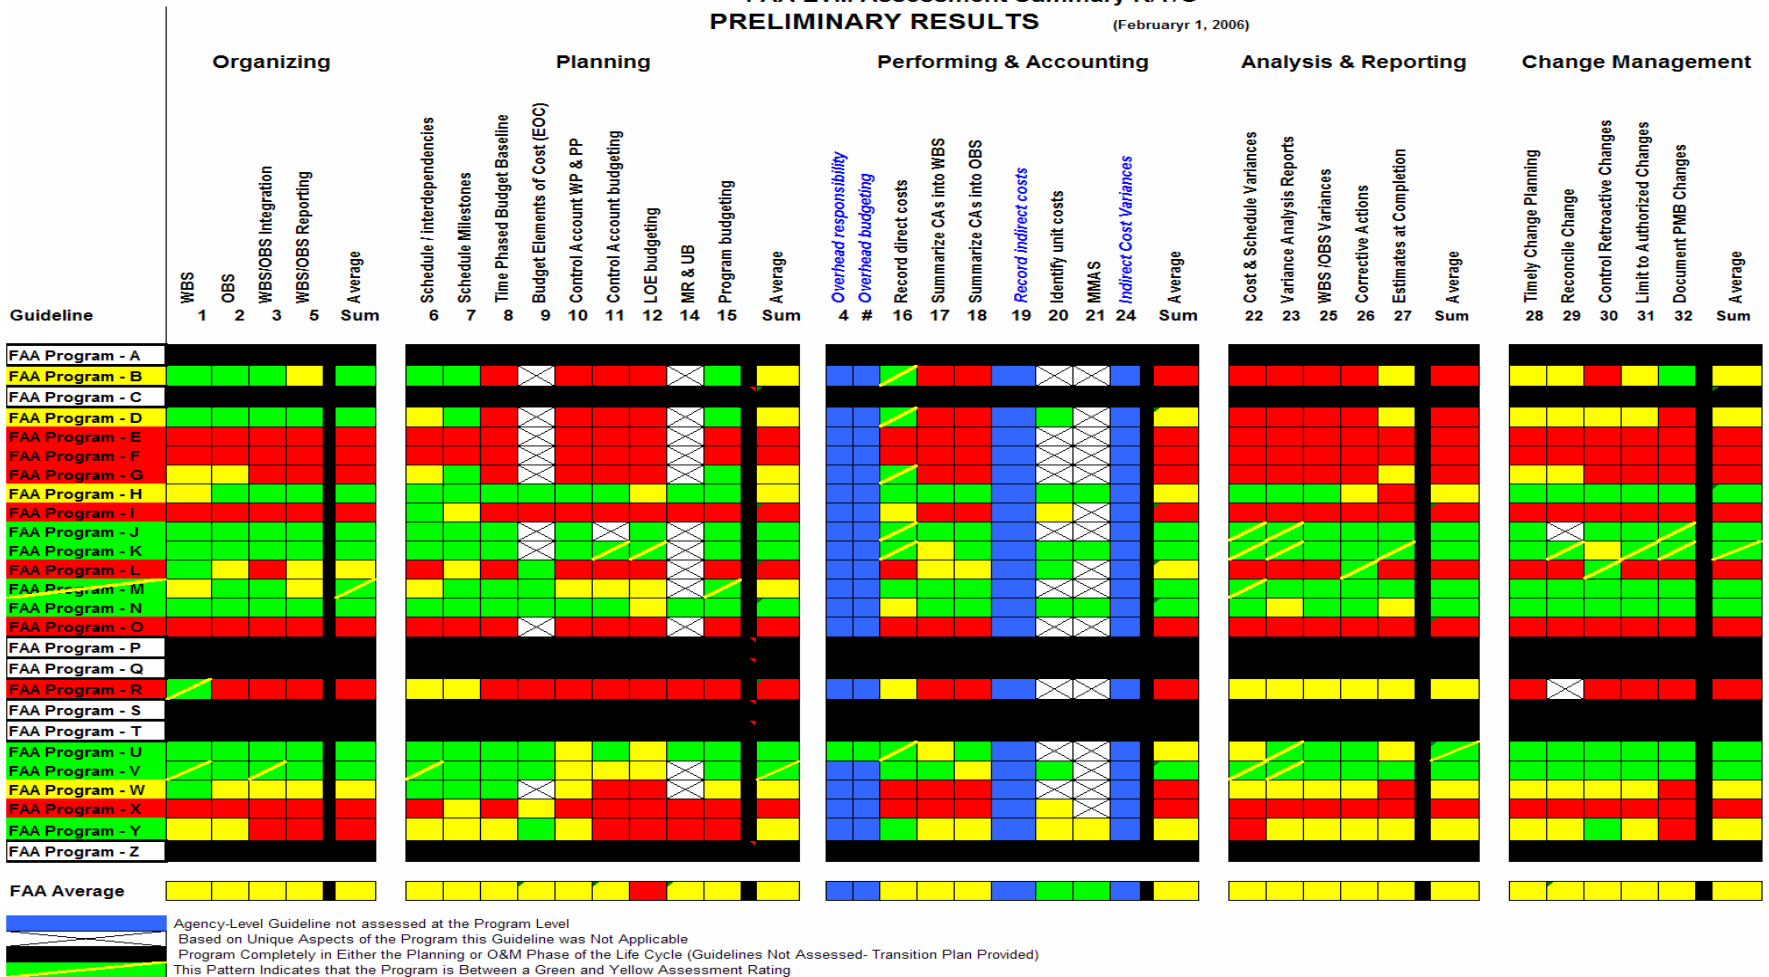 PRELIMINARY RESULTS (Februaryr 1, 2006)
Organizing Planning Performing & Accounting Analysis & Reporting Change Management
WBS
OBS
WBS/OBS Integration
WBS/OBS Reporting
Average
Schedule / interdependencies
Schedule Milestones
Time Phased Budget Baseline
Budget Elements of Cost (EOC)
Control Account WP & PP
Control Account budgeting
LOE budgeting
MR & UB
Program budgeting
Average
Overhead responsibility
Overhead budgeting
Record direct costs
Summarize CAs into WBS
Summarize CAs into OBS
Record indirect costs
Identify unit costs
MMAS
Indirect Cost Variances
Average
Cost & Schedule Variances
Variance Analysis Reports
WBS /OBS Variances
Corrective Actions
Estimates at Completion
Average
Timely Change Planning
Reconcile Change
Control Retroactive Changes
Limit to Authorized Changes
Document PMB Changes
Average
Guideline 1 2 3 5 Sum 6 7 8 9 10 11 12 14 15 Sum 4 # 16 17 18 19 20 21 24 Sum 22 23 25 26 27 Sum 28 29 30 31 32 Sum
FAA Program - A
FAA Program - B
FAA Program - C
FAA Program - D
FAA Program - E
FAA Program - F
FAA Program - G
FAA Program - H
FAA Program - I
FAA Program - J
FAA Program - K
FAA Program - L
FAA Program - M
FAA Program - N
FAA Program - O
FAA Program - P
FAA Program - Q
FAA Program - R
FAA Program - S
FAA Program - T
FAA Program - U
FAA Program - V
FAA Program - W
FAA Program - X
FAA Program - Y
FAA Program - Z
FAA Average
Agency-Level Guideline not assessed at the Program Level
Based on Unique Aspects of the Program this Guideline was Not Applicable
Program Completely in Either the Planning or O&M Phase of the Life Cycle (Guidelines Not Assessed- Transition Plan Provided)
This Pattern Indicates that the Program is Between a Green and Yellow Assessment Rating